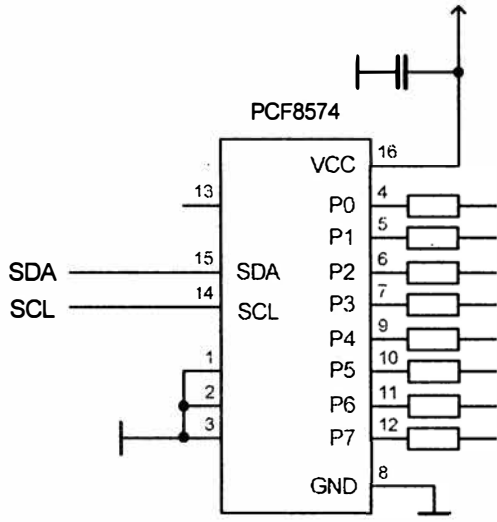 PCF8574
VCC 16
13 P0 4
P1 5
SDA 15 SDA P2 6
SCL 14 SCL P3 7
P4 9
1 P5 10
2 P6 11
3 P7 12
GND 8